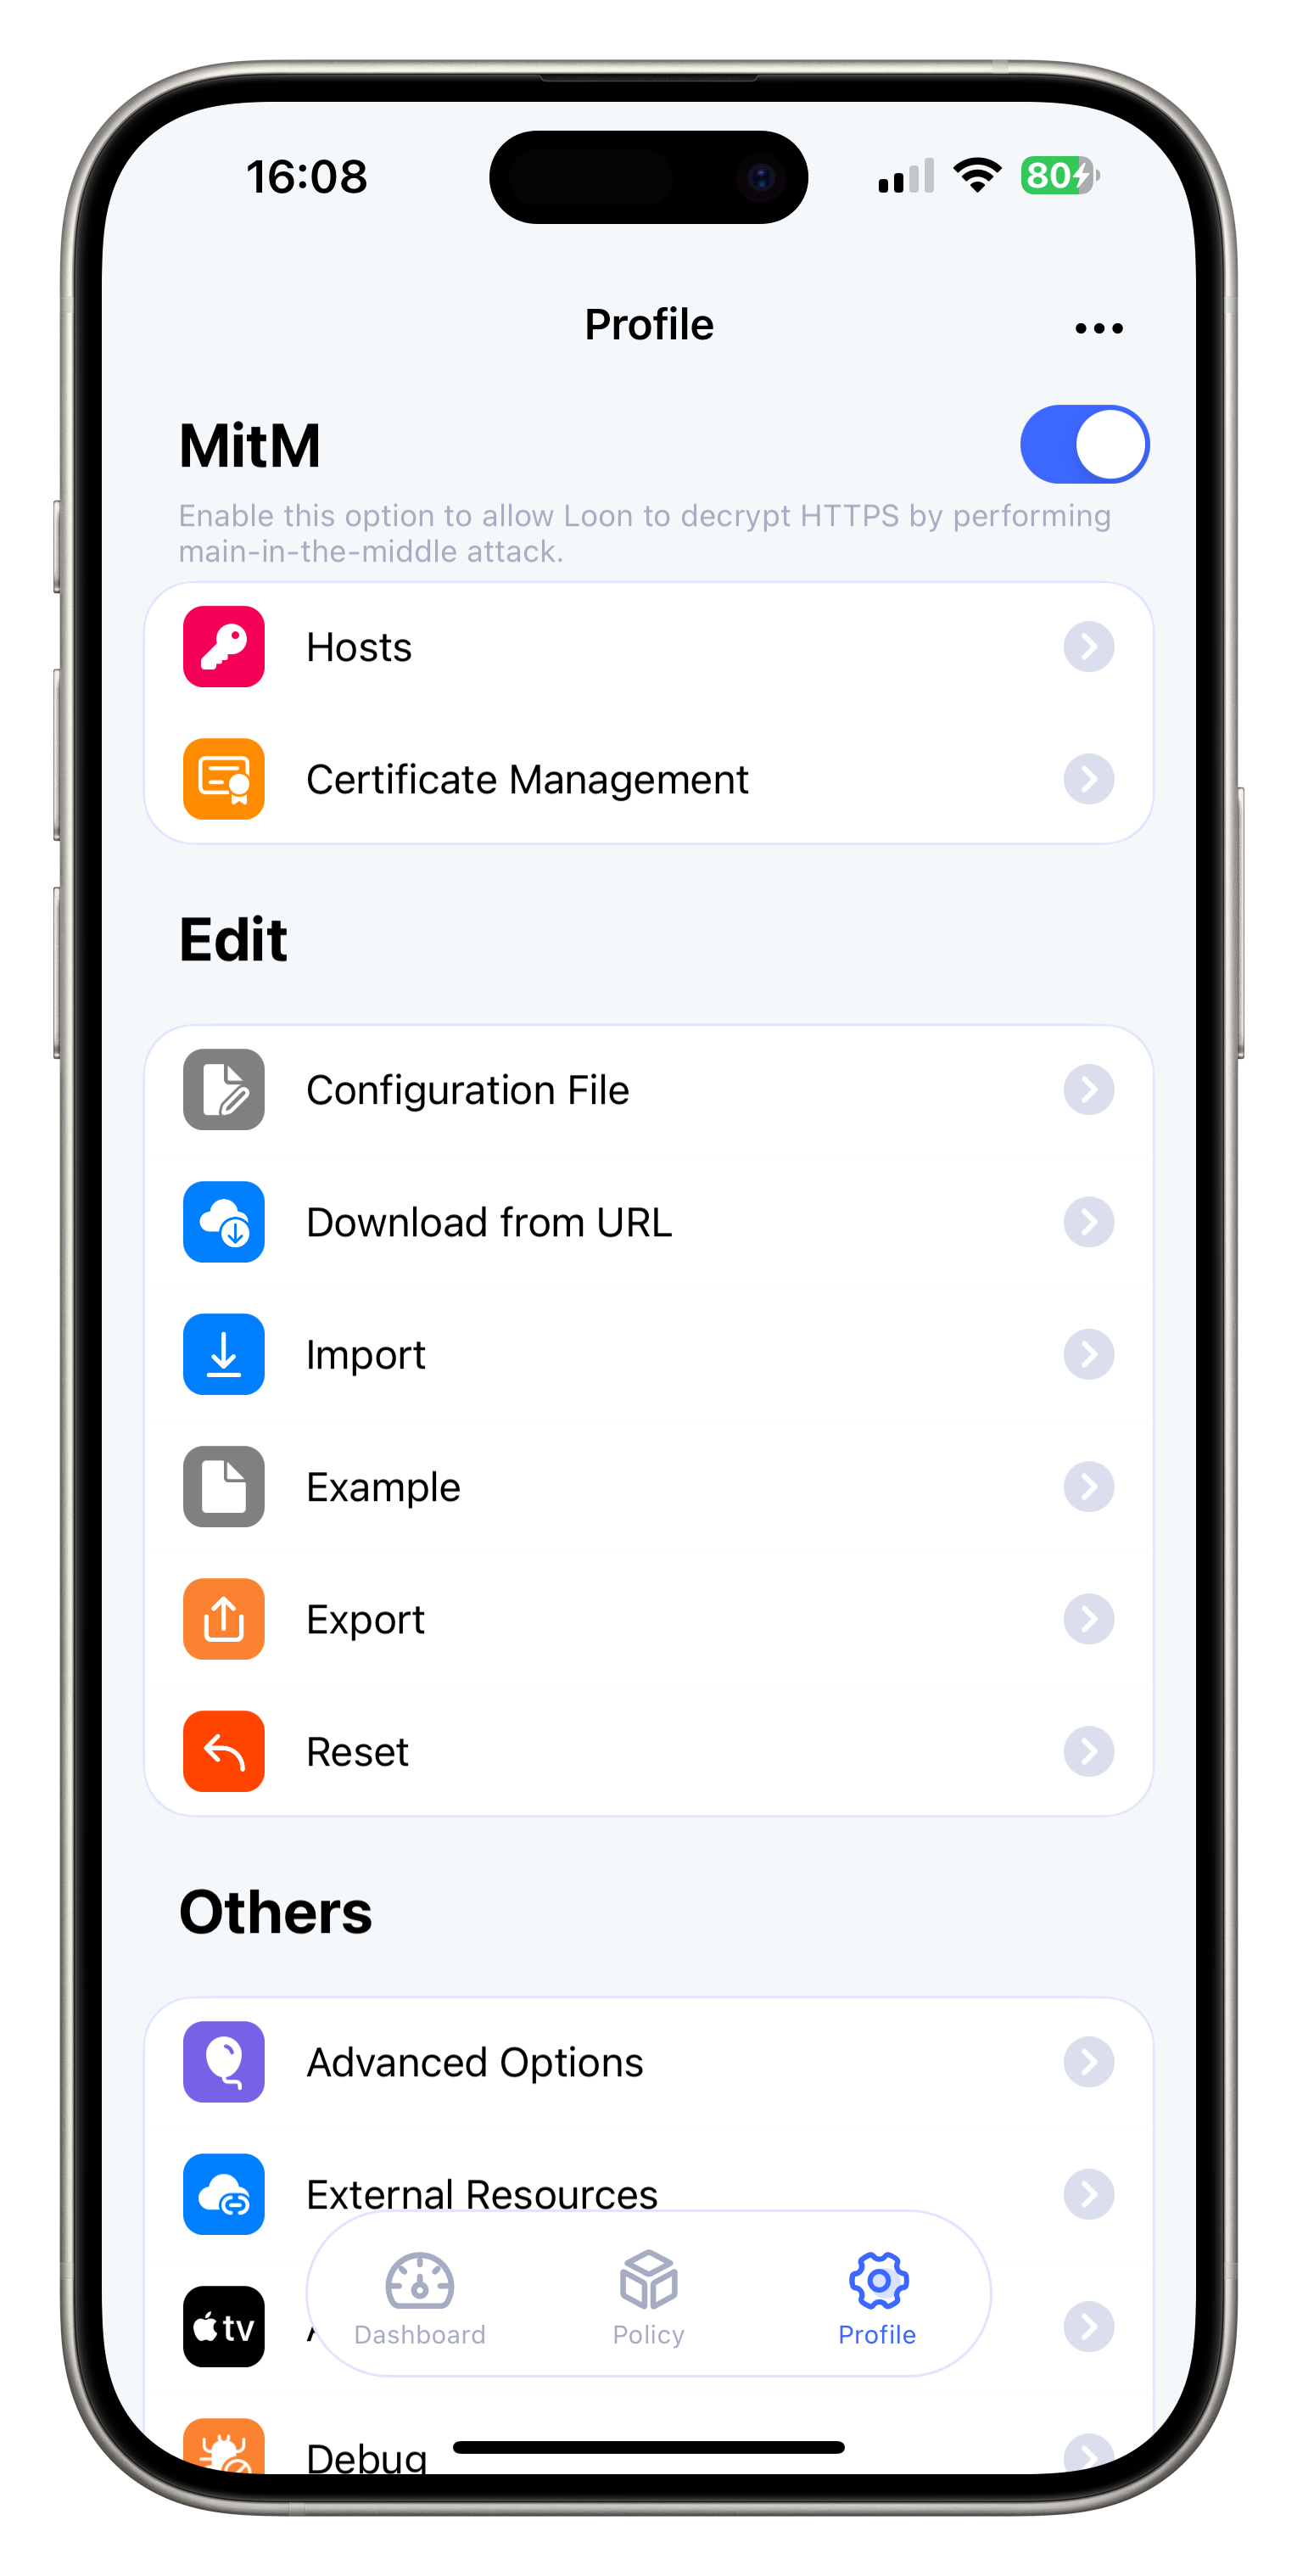 16:08
80
Profile
MitM
Enable this option to allow Loon to decrypt HTTPS by performing
main-in-the-middle attack.
Hosts
Certificate Management
Edit
Configuration File
Download from URL
Import
Example
Export
Reset
Others
Advanced Options
External Resources
tv
Dashboard
Policy
Profile
Debug